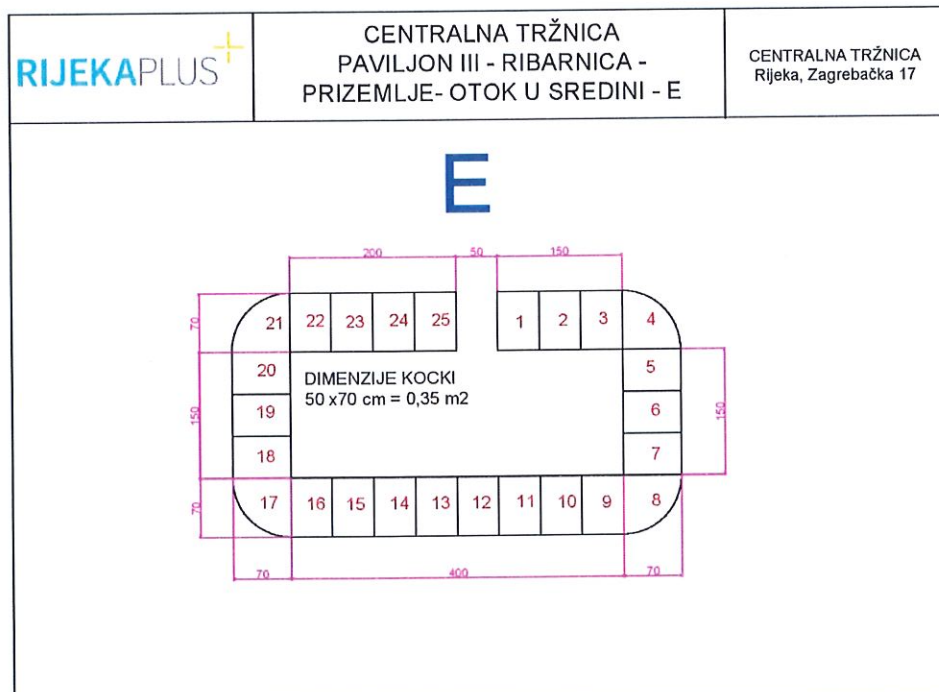 RIJEKAPLUS
CENTRALNA TRŽNICA
PAVILJON III - RIBARNICA -
PRIZEMLJE- OTOK U SREDINI - E
CENTRALNA TRŽNICA
Rijeka, Zagrebačka 17
E
200 50 150
70
21 22 23 24 25 1 2 3 4
20 5
DIMENZIJE KOCKI
50 x70 cm = 0,35 m2
150 19 6 150
18 7
70
17 16 15 14 13 12 11 10 9 8
70 400 70